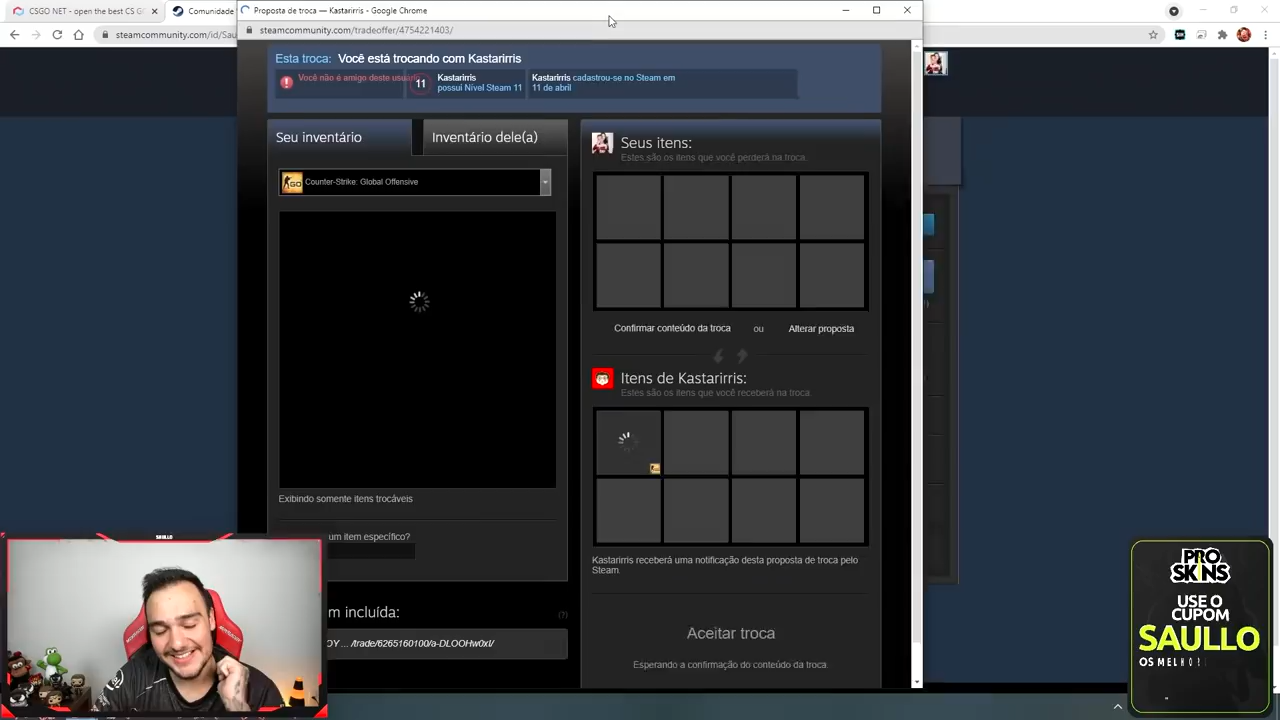 CSGO NET - open the best CS G
Comunidade
Proposta de troca — Kastarirris - Google Chrome
steamcommunity.com/id/Sau
steamcommunity.com/tradeoffer/4754221403/
Esta troca: Você está trocando com Kastarirris
Você não é amigo deste usuário
11
Kastarirris
possui Nível Steam 11
Kastarirris cadastrou-se no Steam em
11 de abril
Seu inventário
Inventário dele(a)
Counter-Strike: Global Offensive
Exibindo somente itens trocáveis
um item específico?
m incluída:
(?)
OY ... /trade/6265160100/a-DLOOHw0xI/
Seus itens:
Estes são os itens que você perderá na troca.
Confirmar conteúdo da troca
ou
Alterar proposta
Itens de Kastarirris:
Estes são os itens que você receberá na troca.
Kastarirris receberá uma notificação desta proposta de troca pelo
Steam.
Aceitar troca
Esperando a confirmação do conteúdo da troca.
SAULLO
PRO
SKINS
USE O
CUPOM
SAULLO
OS MELHOR